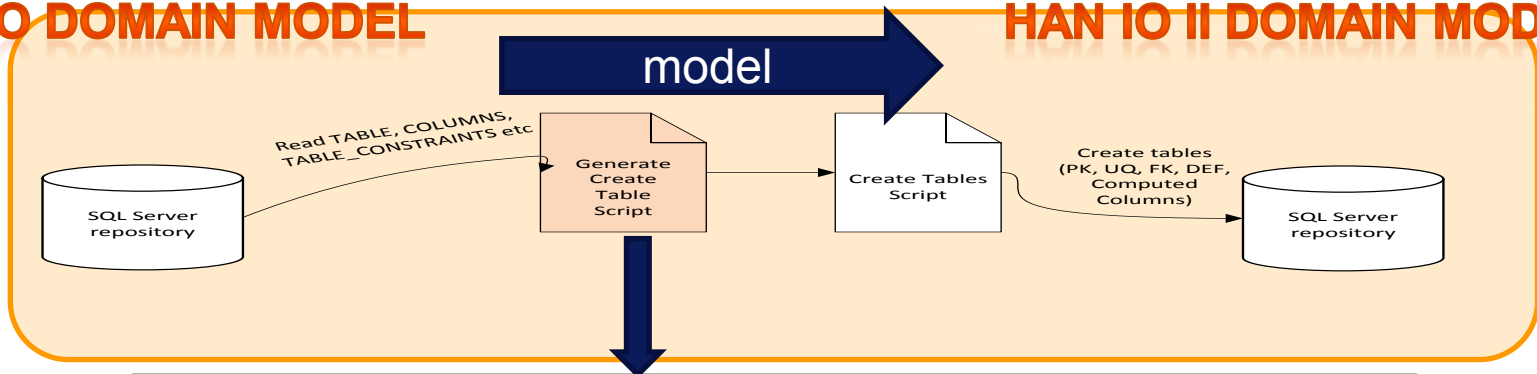 O DOMAIN MODEL
HAN IO II DOMAIN MOD
model
Read TABLE, COLUMNS,
TABLE_CONSTRAINTS etc
Generate
Create
Table
Script
Create Tables
Script
Create tables
(PK, UQ, FK, DEF,
Computed
Columns)
SQL Server
repository
SQL Server
repository